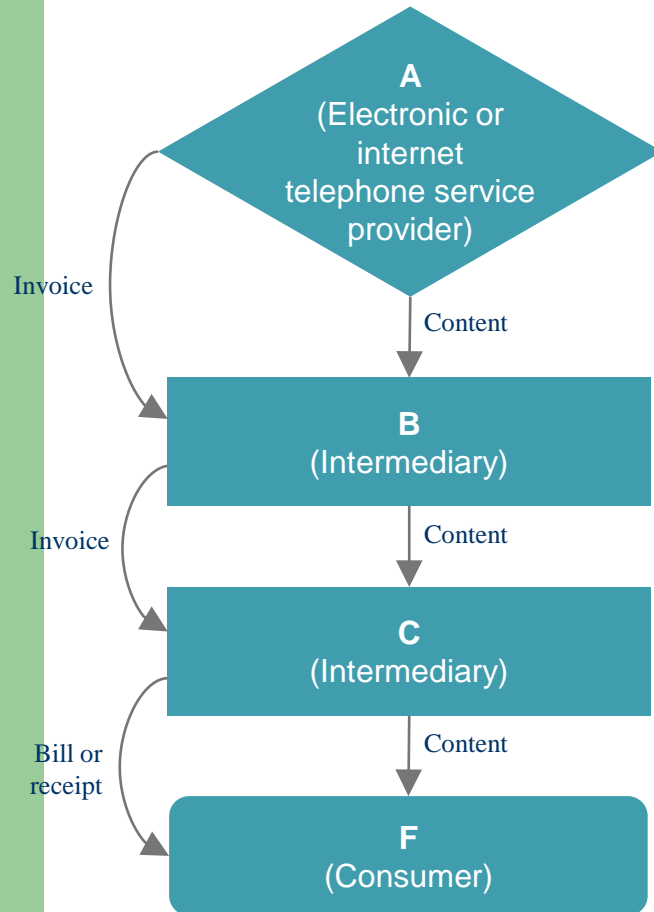 A
(Electronic or
internet
telephone service
provider)
Invoice
Content
B
(Intermediary)
Invoice
Content
C
(Intermediary)
Bill or
receipt
Content
F
(Consumer)